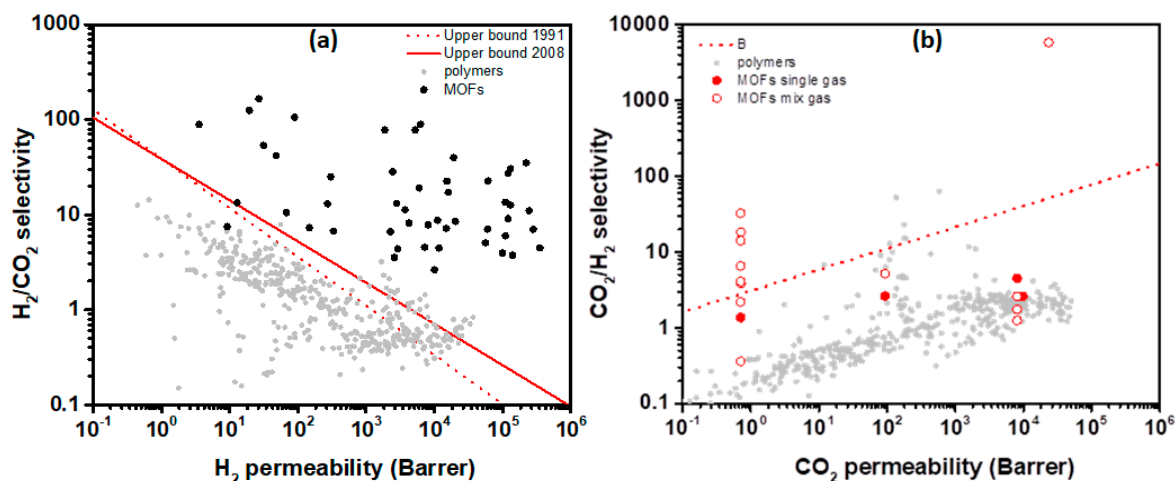 (a)
Upper bound 1991
Upper bound 2008
polymers
MOFs
1000
100
10
1
0.1
H₂/CO₂ selectivity
10⁻¹ 10⁰ 10¹ 10² 10³ 10⁴ 10⁵ 10⁶
H₂ permeability (Barrer)
(b)
B
polymers
MOFs single gas
MOFs mix gas
10000
1000
100
10
1
0.1
CO₂/H₂ selectivity
10⁻¹ 10⁰ 10¹ 10² 10³ 10⁴ 10⁵ 10⁶
CO₂ permeability (Barrer)